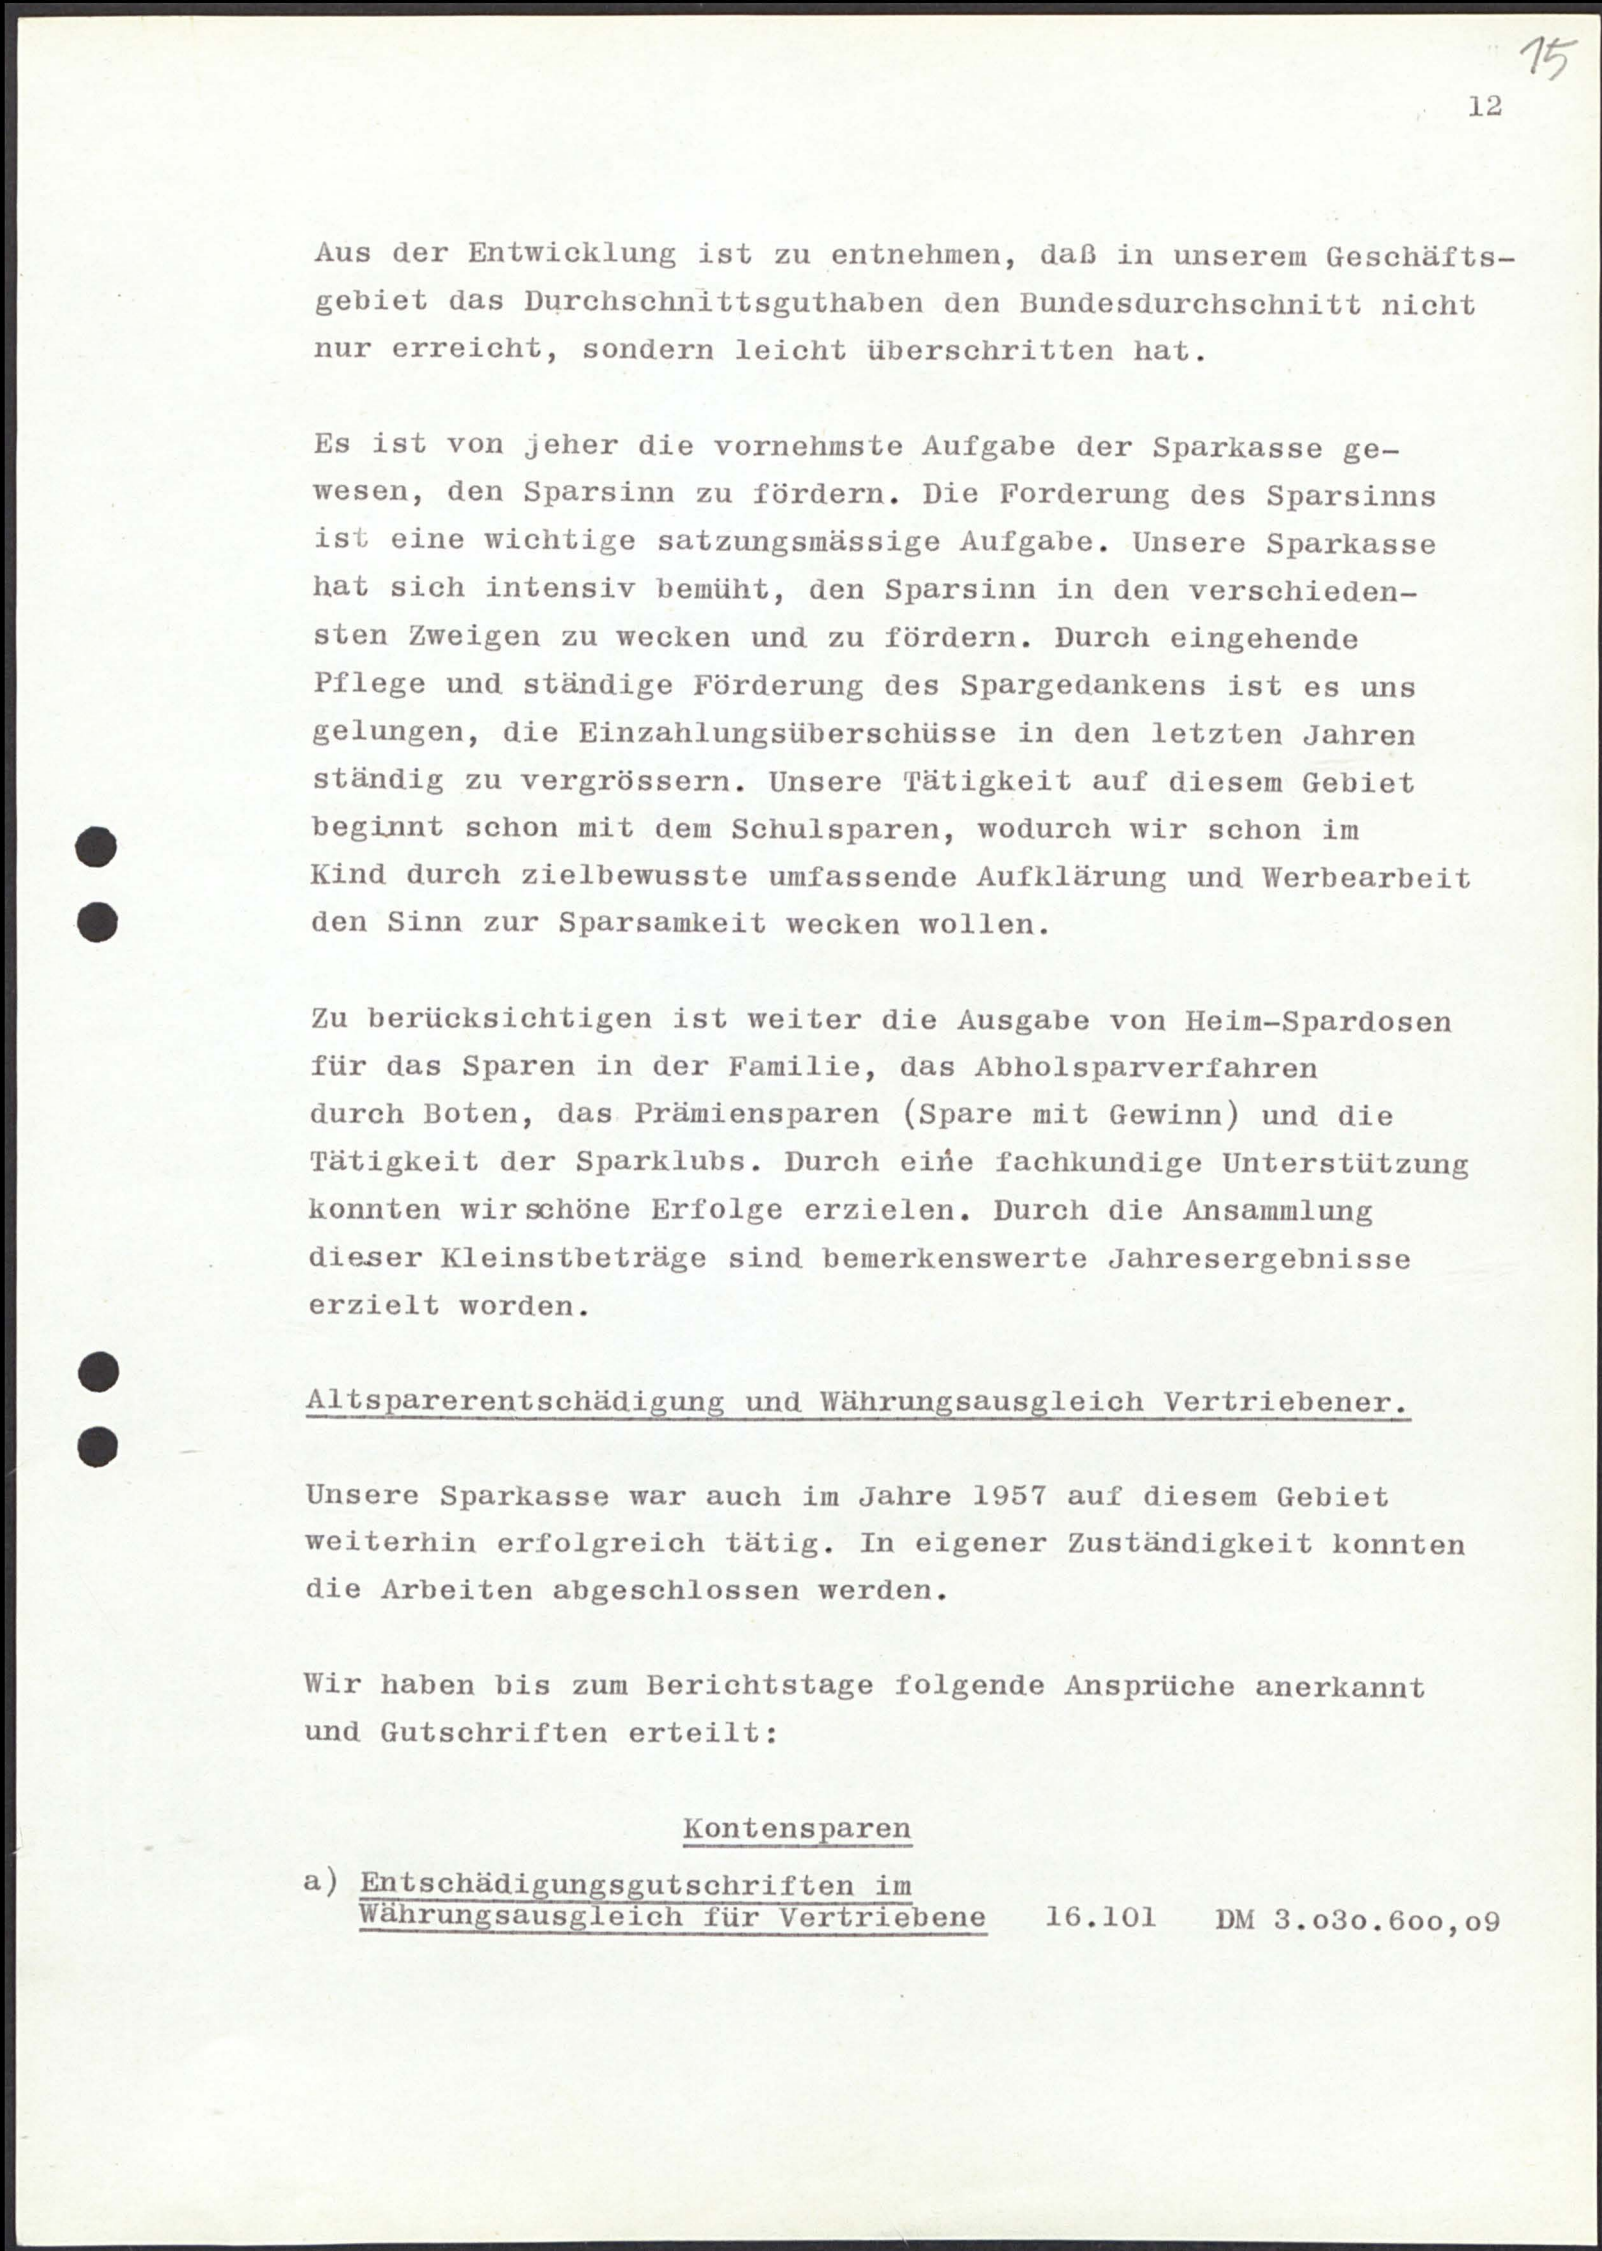 15
12
Aus der Entwicklung ist zu entnehmen, daß in unserem Geschäfts-
gebiet das Durchschnittsguthaben den Bundesdurchschnitt nicht
nur erreicht, sondern leicht überschritten hat.
Es ist von jeher die vornehmste Aufgabe der Sparkasse ge-
wesen, den Sparsinn zu fördern. Die Forderung des Sparsinns
ist eine wichtige satzungsmässige Aufgabe. Unsere Sparkasse
hat sich intensiv bemüht, den Sparsinn in den verschieden-
sten Zweigen zu wecken und zu fördern. Durch eingehende
Pflege und ständige Förderung des Spargedankens ist es uns
gelungen, die Einzahlungsüberschüsse in den letzten Jahren
ständig zu vergrössern. Unsere Tätigkeit auf diesem Gebiet
beginnt schon mit dem Schulsparen, wodurch wir schon im
Kind durch zielbewusste umfassende Aufklärung und Werbearbeit
den Sinn zur Sparsamkeit wecken wollen.
Zu berücksichtigen ist weiter die Ausgabe von Heim-Spardosen
für das Sparen in der Familie, das Abholsparverfahren
durch Boten, das Prämiensparen (Spare mit Gewinn) und die
Tätigkeit der Sparklubs. Durch eine fachkundige Unterstützung
konnten wir schöne Erfolge erzielen. Durch die Ansammlung
dieser Kleinstbeträge sind bemerkenswerte Jahresergebnisse
erzielt worden.
Altsparerentschädigung und Währungsausgleich Vertriebener.
Unsere Sparkasse war auch im Jahre 1957 auf diesem Gebiet
weiterhin erfolgreich tätig. In eigener Zuständigkeit konnten
die Arbeiten abgeschlossen werden.
Wir haben bis zum Berichtstage folgende Ansprüche anerkannt
und Gutschriften erteilt:
Kontensparen
a) Entschädigungsgutschriften im
Währungsausgleich für Vertriebene 16.101 DM 3.o3o.6oo,o9